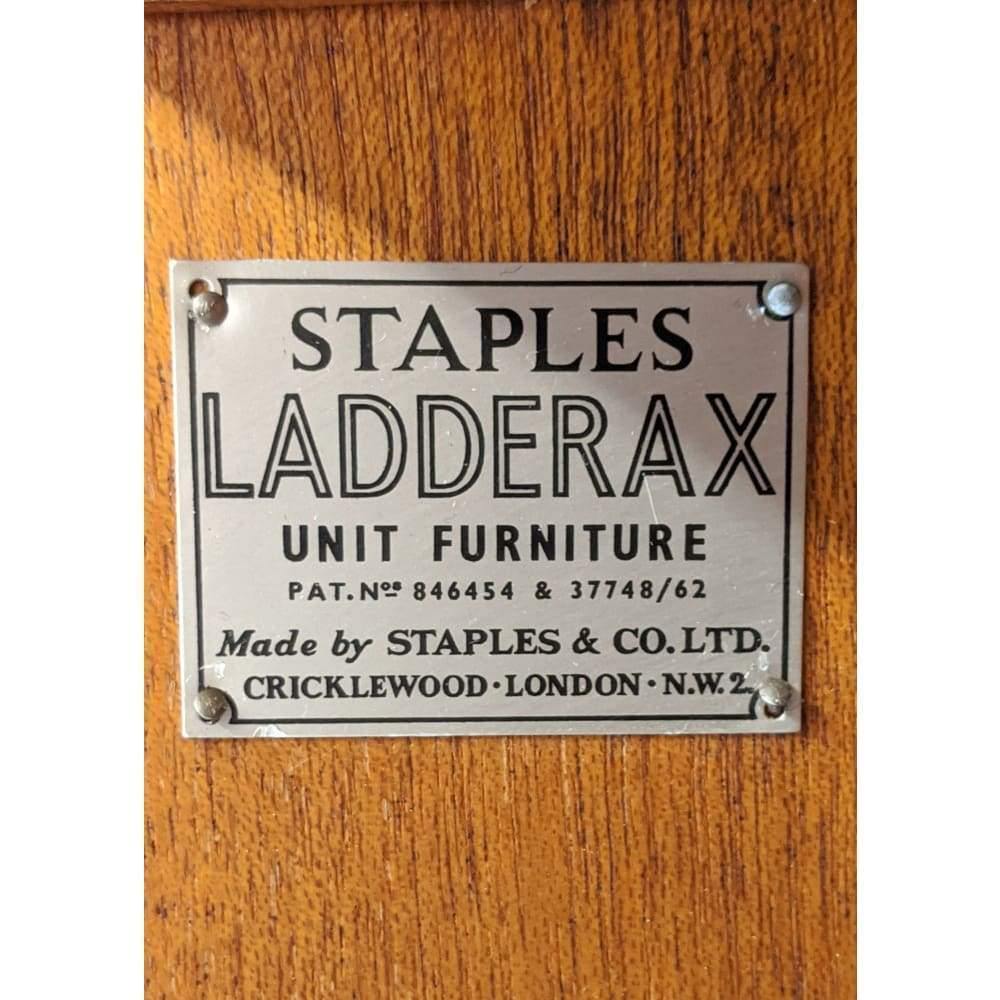 STAPLES
LADDERAX
UNIT FURNITURE
PAT. Nos 846454 & 37748/62
Made by STAPLES & CO. LTD.
CRICKLEWOOD · LONDON · N.W. 2.